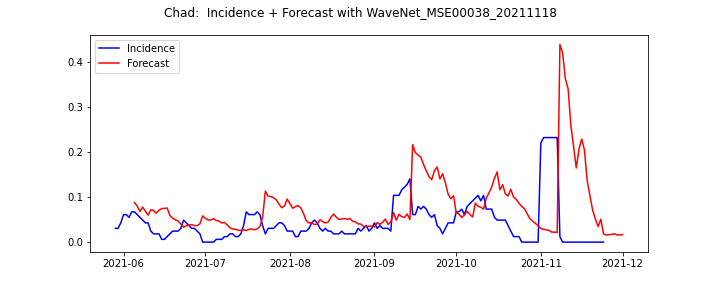 Chad:  Incidence + Forecast with WaveNet_MSE00038_20211118
Incidence
Forecast
0.4
0.3
0.2
0.1
0.0
2021-06 2021-07 2021-08 2021-09 2021-10 2021-11 2021-12